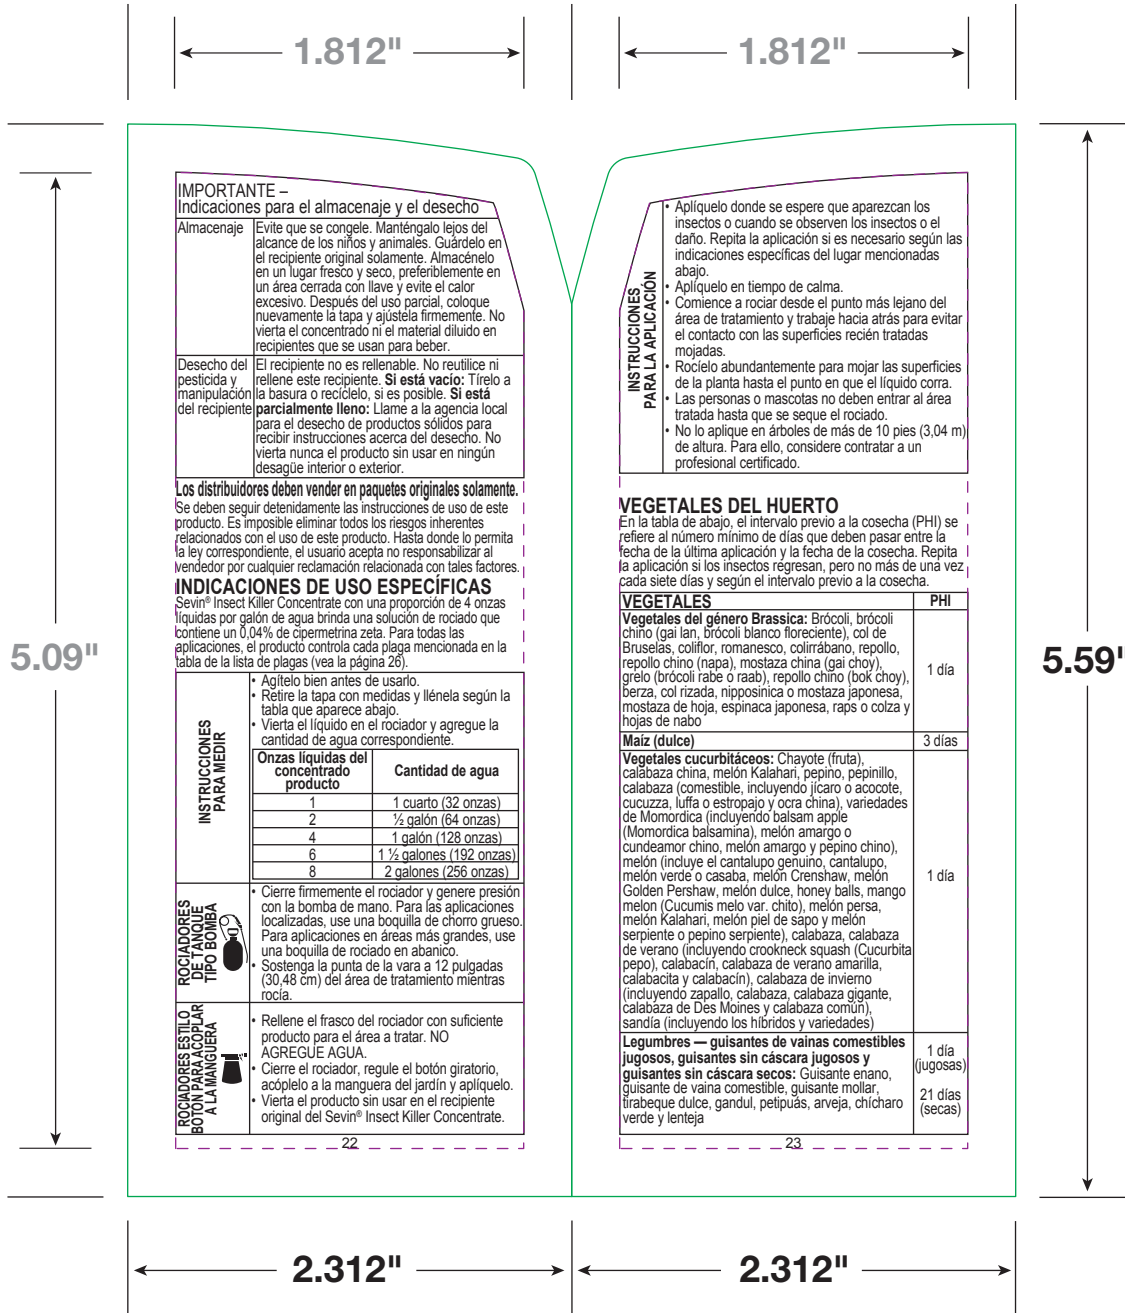 1.812"
1.812"
5.09"
5.59"
IMPORTANTE –
Indicaciones para el almacenaje y el desecho
Almacenaje
Evite que se congele. Manténgalo lejos del
alcance de los niños y animales. Guárdelo en
el recipiente original solamente. Almacénelo
en un lugar fresco y seco, preferiblemente en
un área cerrada con llave y evite el calor
excesivo. Después del uso parcial, coloque
nuevamente la tapa y ajústela firmemente. No
vierta el concentrado ni el material diluido en
recipientes que se usan para beber.
Desecho del
pesticida y
manipulación
del recipiente
El recipiente no es rellenable. No reutilice ni
rellene este recipiente. Si está vacío: Tírelo a
la basura o recíclelo, si es posible. Si está
parcialmente lleno: Llame a la agencia local
para el desecho de productos sólidos para
recibir instrucciones acerca del desecho. No
vierta nunca el producto sin usar en ningún
desagüe interior o exterior.
Los distribuidores deben vender en paquetes originales solamente.
Se deben seguir detenidamente las instrucciones de uso de este
producto. Es imposible eliminar todos los riesgos inherentes
relacionados con el uso de este producto. Hasta donde lo permita
la ley correspondiente, el usuario acepta no responsabilizar al
vendedor por cualquier reclamación relacionada con tales factores.
INDICACIONES DE USO ESPECÍFICAS
Sevin® Insect Killer Concentrate con una proporción de 4 onzas
líquidas por galón de agua brinda una solución de rociado que
contiene un 0,04% de cipermetrina zeta. Para todas las
aplicaciones, el producto controla cada plaga mencionada en la
tabla de la lista de plagas (vea la página 26).
INSTRUCCIONES
PARA MEDIR
• Agítelo bien antes de usarlo.
• Retire la tapa con medidas y llénela según la
tabla que aparece abajo.
• Vierta el líquido en el rociador y agregue la
cantidad de agua correspondiente.
Onzas líquidas del
concentrado
producto
Cantidad de agua
1 1 cuarto (32 onzas)
2 ½ galón (64 onzas)
4 1 galón (128 onzas)
6 1 ½ galones (192 onzas)
8 2 galones (256 onzas)
ROCIADORES
DE TANQUE
TIPO BOMBA
• Cierre firmemente el rociador y genere presión
con la bomba de mano. Para las aplicaciones
localizadas, use una boquilla de chorro grueso.
Para aplicaciones en áreas más grandes, use
una boquilla de rociado en abanico.
• Sostenga la punta de la vara a 12 pulgadas
(30,48 cm) del área de tratamiento mientras
rocía.
ROCIADORES ESTILO
BOTÓN PARA ACOPLAR
A LA MANGUERA
• Rellene el frasco del rociador con suficiente
producto para el área a tratar. NO
AGREGUE AGUA.
• Cierre el rociador, regule el botón giratorio,
acóplelo a la manguera del jardín y aplíquelo.
• Vierta el producto sin usar en el recipiente
original del Sevin® Insect Killer Concentrate.
22
INSTRUCCIONES
PARA LA APLICACIÓN
• Aplíquelo donde se espere que aparezcan los
insectos o cuando se observen los insectos o el
daño. Repita la aplicación si es necesario según las
indicaciones específicas del lugar mencionadas
abajo.
• Aplíquelo en tiempo de calma.
• Comience a rociar desde el punto más lejano del
área de tratamiento y trabaje hacia atrás para evitar
el contacto con las superficies recién tratadas
mojadas.
• Rocíelo abundantemente para mojar las superficies
de la planta hasta el punto en que el líquido corra.
• Las personas o mascotas no deben entrar al área
tratada hasta que se seque el rociado.
• No lo aplique en árboles de más de 10 pies (3,04 m)
de altura. Para ello, considere contratar a un
profesional certificado.
VEGETALES DEL HUERTO
En la tabla de abajo, el intervalo previo a la cosecha (PHI) se
refiere al número mínimo de días que deben pasar entre la
fecha de la última aplicación y la fecha de la cosecha. Repita
la aplicación si los insectos regresan, pero no más de una vez
cada siete días y según el intervalo previo a la cosecha.
VEGETALES PHI
Vegetales del género Brassica: Brócoli, brócoli
chino (gai lan, brócoli blanco floreciente), col de
Bruselas, coliflor, romanesco, colirrábano, repollo,
repollo chino (napa), mostaza china (gai choy),
grelo (brócoli rabe o raab), repollo chino (bok choy),
berza, col rizada, nipposinica o mostaza japonesa,
mostaza de hoja, espinaca japonesa, raps o colza y
hojas de nabo
1 día
Maíz (dulce) 3 días
Vegetales cucurbitáceos: Chayote (fruta),
calabaza china, melón Kalahari, pepino, pepinillo,
calabaza (comestible, incluyendo jícaro o acocote,
cucuzza, luffa o estropajo y ocra china), variedades
de Momordica (incluyendo balsam apple
(Momordica balsamina), melón amargo o
cundeamor chino, melón amargo y pepino chino),
melón (incluye el cantalupo genuino, cantalupo,
melón verde o casaba, melón Crenshaw, melón
Golden Pershaw, melón dulce, honey balls, mango
melon (Cucumis melo var. chito), melón persa,
melón Kalahari, melón piel de sapo y melón
serpiente o pepino serpiente), calabaza, calabaza
de verano (incluyendo crookneck squash (Cucurbita
pepo), calabacín, calabaza de verano amarilla,
calabacita y calabacín), calabaza de invierno
(incluyendo zapallo, calabaza, calabaza gigante,
calabaza de Des Moines y calabaza común),
sandía (incluyendo los híbridos y variedades)
1 día
Legumbres — guisantes de vainas comestibles
jugosos, guisantes sin cáscara jugosos y
guisantes sin cáscara secos: Guisante enano,
guisante de vaina comestible, guisante mollar,
tirabeque dulce, gandul, petipuás, arveja, chícharo
verde y lenteja
1 día
(jugosas)
21 días
(secas)
23
2.312"
2.312"